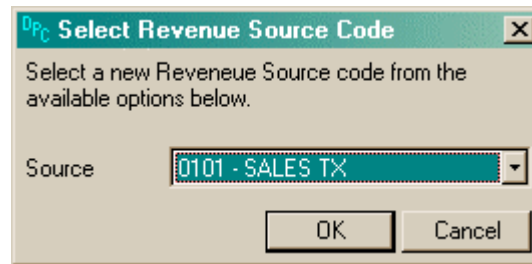 DPC Select Revenue Source Code
Select a new Reveneue Source code from the
available options below.
Source 0101 - SALES TX
OK Cancel